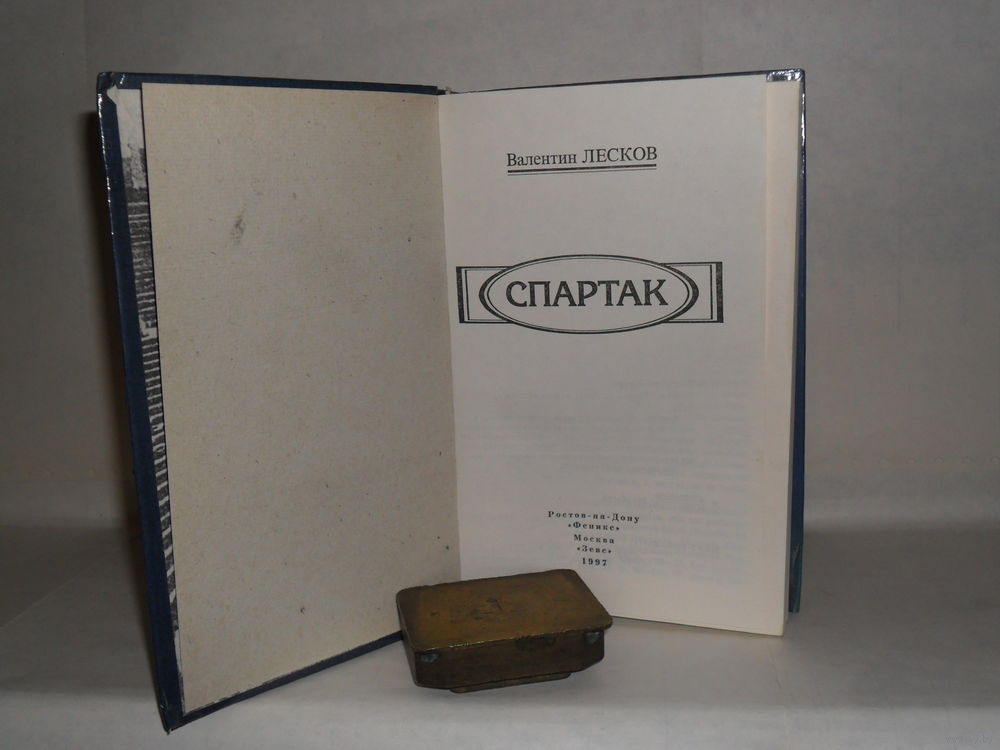 Валентин ЛЕСКОВ
СПАРТАК
Ростов-на-Дону
«Феникс»
Москва
«Зевс»
1997